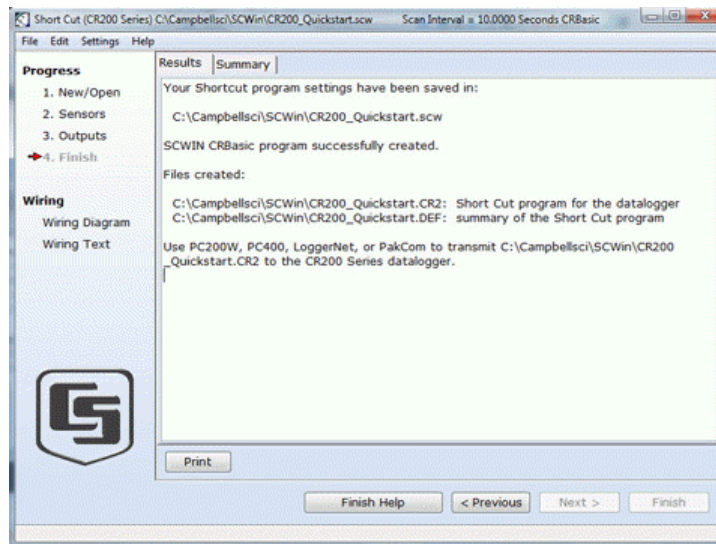 Short Cut (CR200 Series) C:\Campbellsci\SCWin\CR200_Quickstart.scw Scan Interval = 10.0000 Seconds CRBasic
File Edit Settings Help
Progress
1. New/Open
2. Sensors
3. Outputs
4. Finish
Wiring
Wiring Diagram
Wiring Text
Results Summary
Your Shortcut program settings have been saved in:
C:\Campbellsci\SCWin\CR200_Quickstart.scw
SCWIN CRBasic program successfully created.
Files created:
C:\Campbellsci\SCWin\CR200_Quickstart.CR2: Short Cut program for the datalogger
C:\Campbellsci\SCWin\CR200_Quickstart.DEF: summary of the Short Cut program
Use PC200W, PC400, LoggerNet, or PakCom to transmit C:\Campbellsci\SCWin\CR200
_Quickstart.CR2 to the CR200 Series datalogger.
CS
Print
Finish Help < Previous Next > Finish